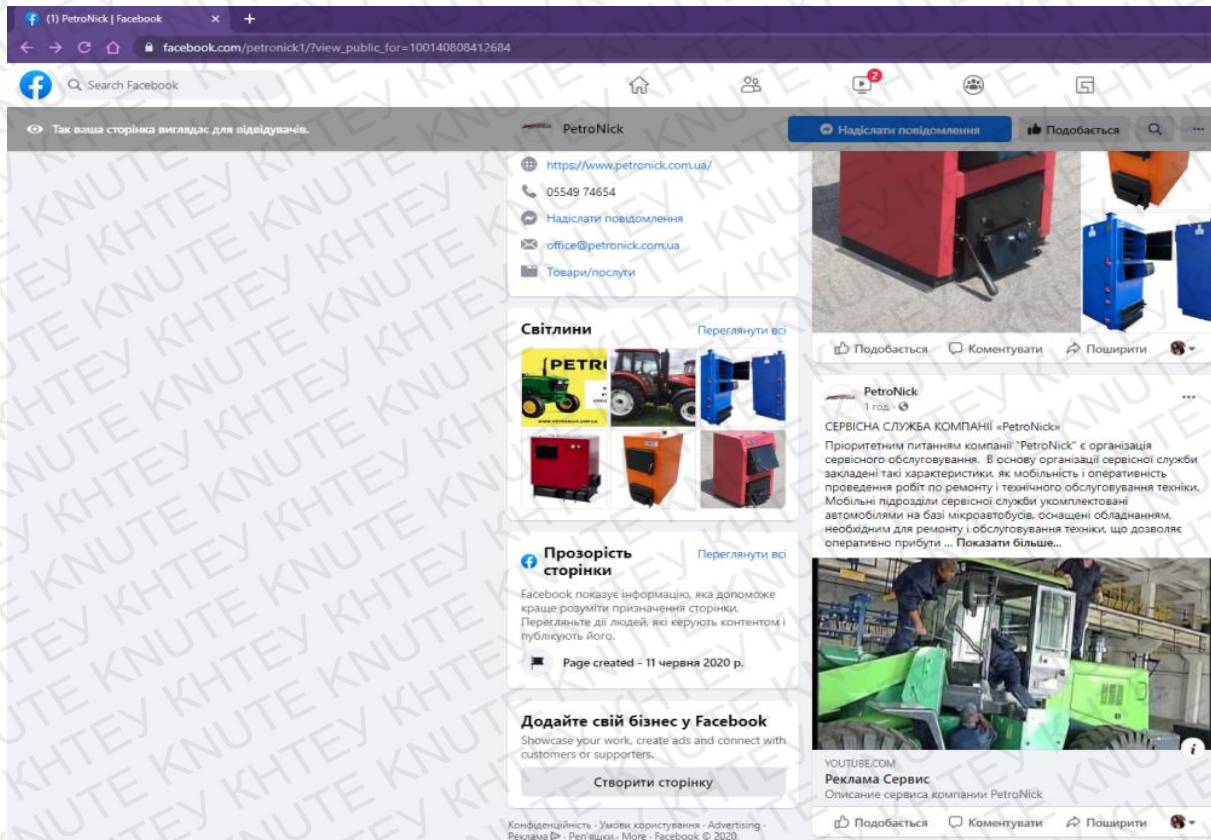 (1) PetroNick | Facebook
facebook.com/petronick1/?view_public_for=100140808412684
Search Facebook
2
Так ваша сторінка виглядає для відвідувачів.
PetroNick
Надіслати повідомлення
Подобається
https://www.petronick.com.ua/
05549 74654
Надіслати повідомлення
office@petronick.com.ua
Товари/послуги
Світлини
Переглянути всі
PETR
WWW.PETRONICK.COM.UA
Прозорість сторінки
Переглянути всі
Facebook показує інформацію, яка допоможе
краще розуміти призначення сторінки.
Перегляньте дії людей, які керують контентом і
публікують його.
Page created - 11 червня 2020 р.
Додайте свій бізнес у Facebook
Showcase your work, create ads and connect with
customers or supporters.
Створити сторінку
Конфіденційність · Умови користування · Advertising ·
Реклама · Реп'яшки · More · Facebook © 2020
Подобається Коментувати Поширити
PetroNick
1 год ·
СЕРВІСНА СЛУЖБА КОМПАНІЇ «PetroNick»
Пріоритетним питанням компанії "PetroNick" є організація
сервісного обслуговування. В основу організації сервісної служби
закладені такі характеристики, як мобільність і оперативність
проведення робіт по ремонту і технічного обслуговування техніки.
Мобільні підрозділи сервісної служби укомплектовані
автомобілями на базі мікроавтобусів, оснащені обладнанням,
необхідним для ремонту і обслуговування техніки, що дозволяє
оперативно прибути ... Показати більше...
YOUTUBE.COM
Реклама Сервис
Описание сервиса компании PetroNick
Подобається Коментувати Поширити
KHTEY KNUTE